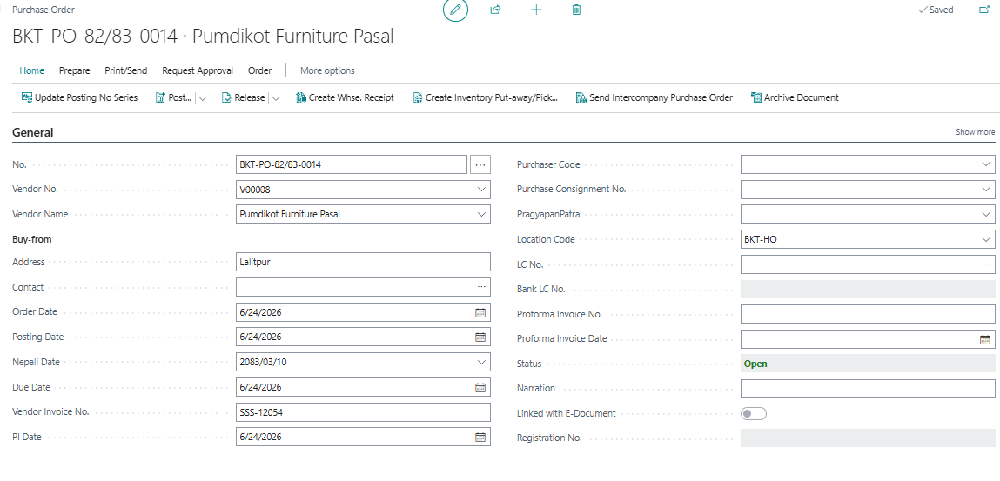 Purchase Order
Saved
BKT-PO-82/83-0014 · Pumdikot Furniture Pasal
Home Prepare Print/Send Request Approval Order More options
Update Posting No Series Post... Release Create Whse. Receipt Create Inventory Put-away/Pick... Send Intercompany Purchase Order Archive Document
General
Show more
No. BKT-PO-82/83-0014 ...
Vendor No. V00008
Vendor Name Pumdikot Furniture Pasal
Buy-from
Address Lalitpur
Contact ...
Order Date 6/24/2026
Posting Date 6/24/2026
Nepali Date 2083/03/10
Due Date 6/24/2026
Vendor Invoice No. SSS-12054
PI Date 6/24/2026
Purchaser Code
Purchase Consignment No.
PragyapanPatra
Location Code BKT-HO
LC No. ...
Bank LC No.
Proforma Invoice No.
Proforma Invoice Date
Status Open
Narration
Linked with E-Document
Registration No.